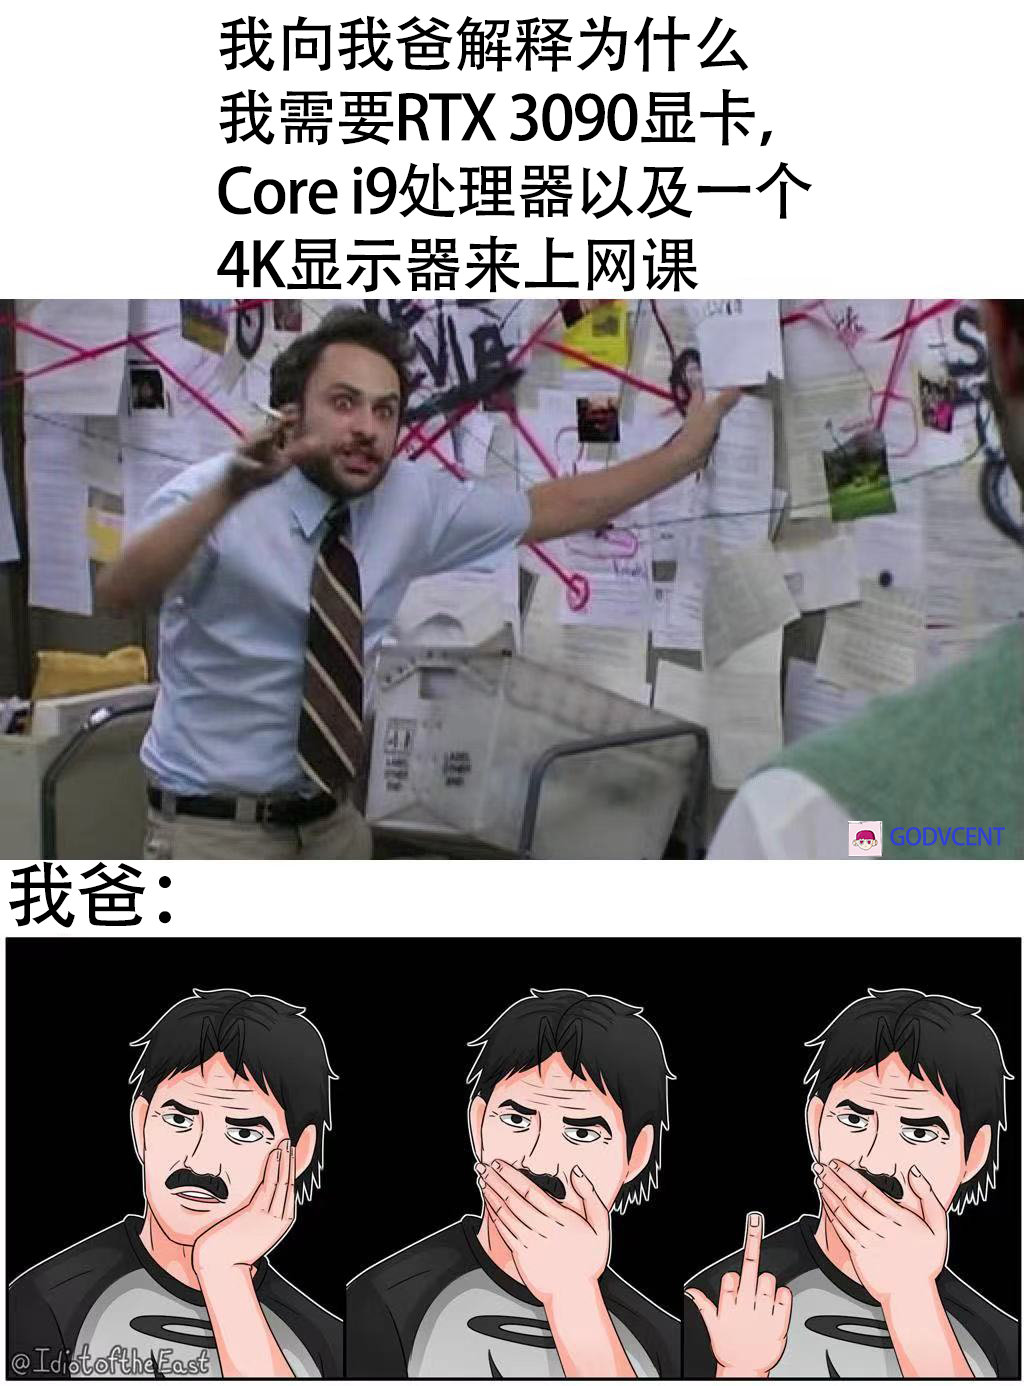 我向我爸解释为什么
我需要RTX 3090显卡，
Core i9处理器以及一个
4K显示器来上网课
GODVCENT
我爸：
@IdiotoftheEast